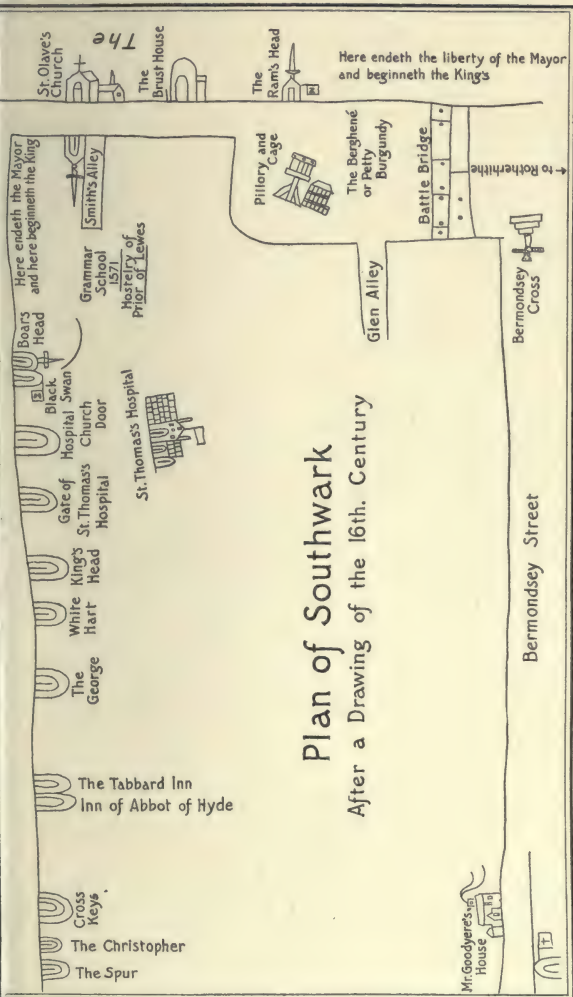 The
St. Olave's
Church
The
Brust House
The
Ram's Head
Here endeth the liberty of the Mayor
and beginneth the King's
Here endeth the Mayor
and here beginneth the King
Smith's Alley
Grammar
School
1571
Hostelry of
Prior of Lewes
Pillory and
Cage
The Berghené
or Petty
Burgundy
Battle Bridge
to Rotherhithe
Glen Alley
Bermondsey
Cross
Boars
Head
Black
Swan
Hospital
Church
Door
Gate of
St. Thomas's
Hospital
St. Thomas's Hospital
King's
Head
White
Hart
The
George
The Tabbard Inn
Inn of Abbot of Hyde
Cross
Keys
The Christopher
The Spur
Plan of Southwark
After a Drawing of the 16th. Century
Bermondsey Street
Mr. Goodyere's
House